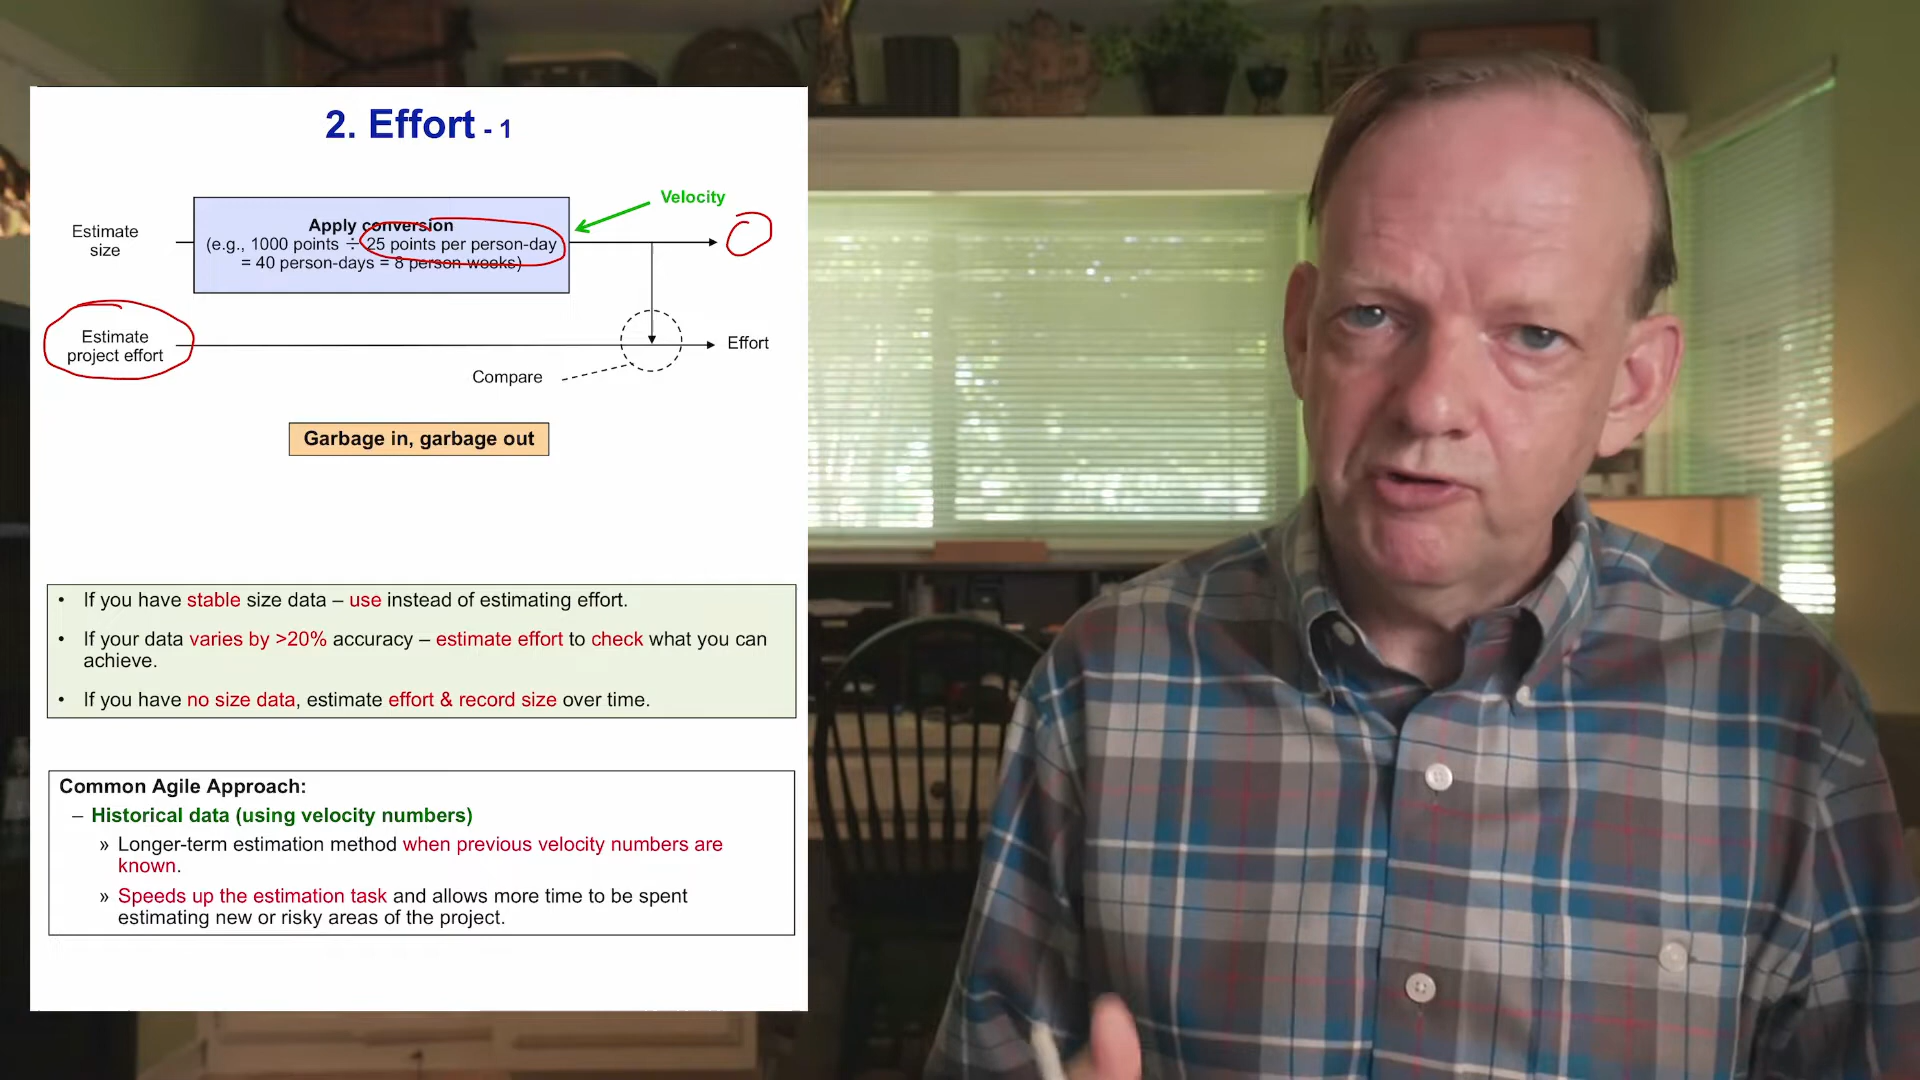 2. Effort - 1
Velocity
Estimate
size
Apply conversion
(e.g., 1000 points ÷ 25 points per person-day
= 40 person-days = 8 person weeks)
Estimate
project effort
Effort
Compare
Garbage in, garbage out
• If you have stable size data – use instead of estimating effort.
• If your data varies by >20% accuracy – estimate effort to check what you can
achieve.
• If you have no size data, estimate effort & record size over time.
Common Agile Approach:
– Historical data (using velocity numbers)
» Longer-term estimation method when previous velocity numbers are
known.
» Speeds up the estimation task and allows more time to be spent
estimating new or risky areas of the project.